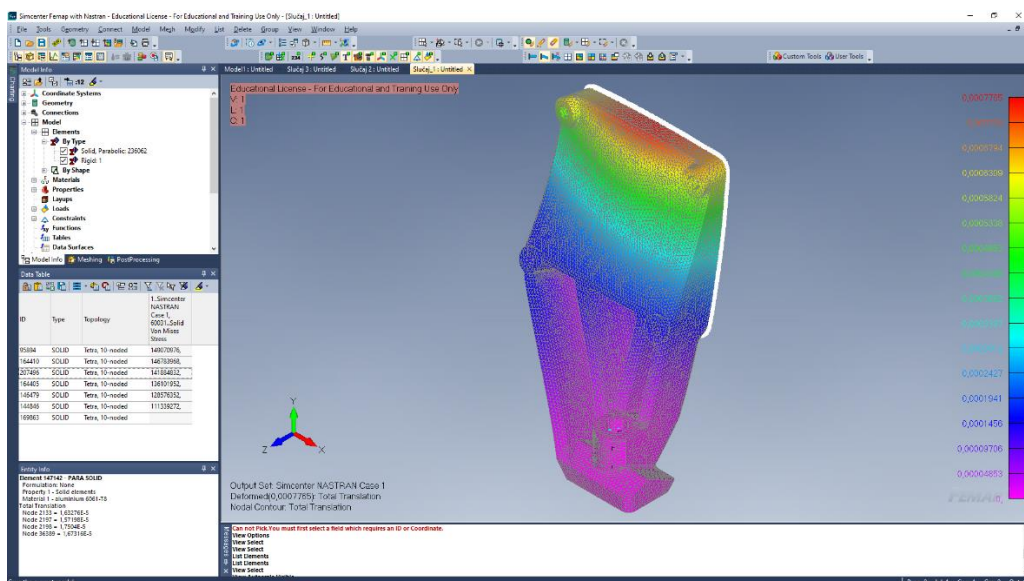 Simcenter Femap with Nastran - Educational License - For Educational and Training Use Only - [Slučaj_1 : Untitled]
File Tools Geometry Connect Model Mesh Modify List Delete Group View Window Help
Custom Tools User Tools
Model Info
Model1 : Untitled Slučaj 3 : Untitled Slučaj 2 : Untitled Slučaj_1 : Untitled
Coordinate Systems
Geometry
Connections
Model
Elements
By Type
Solid, Parabolic: 236062
Rigid: 1
By Shape
Materials
Properties
Layups
Loads
Constraints
Functions
Tables
Data Surfaces
Model Info Meshing PostProcessing
Educational License - For Educational and Training Use Only
V: 1
L: 1
C: 1
Data Table
ID Type Topology 1..Simcenter NASTRAN Case 1, 60031..Solid Von Mises Stress
95884 SOLID Tetra, 10-noded 149070976,
164410 SOLID Tetra, 10-noded 146783968,
207496 SOLID Tetra, 10-noded 141884832,
164405 SOLID Tetra, 10-noded 136101952,
146479 SOLID Tetra, 10-noded 128576352,
144846 SOLID Tetra, 10-noded 111339272,
169863 SOLID Tetra, 10-noded
Entity Info
Element 147142 - PARA SOLID
Formulation: None
Property 1 - Solid elements
Material 1 - aluminium 6061-T8
Total Translation
Node 2133 = 1,63276E-5
Node 2197 = 1,57198E-5
Node 2198 = 1,7504E-5
Node 36389 = 1,67316E-5
Y
Z
X
Output Set: Simcenter NASTRAN Case 1
Deformed(0,0007765): Total Translation
Nodal Contour: Total Translation
0,0007765
0,0006309
0,0005824
0,0002427
0,0001941
0,0001456
0,00009706
0,00004853
0,
FEMAP
Messages
Can not Pick.You must first select a field which requires an ID or Coordinate.
View Options
View Select
View Select
List Elements
List Elements
View Select